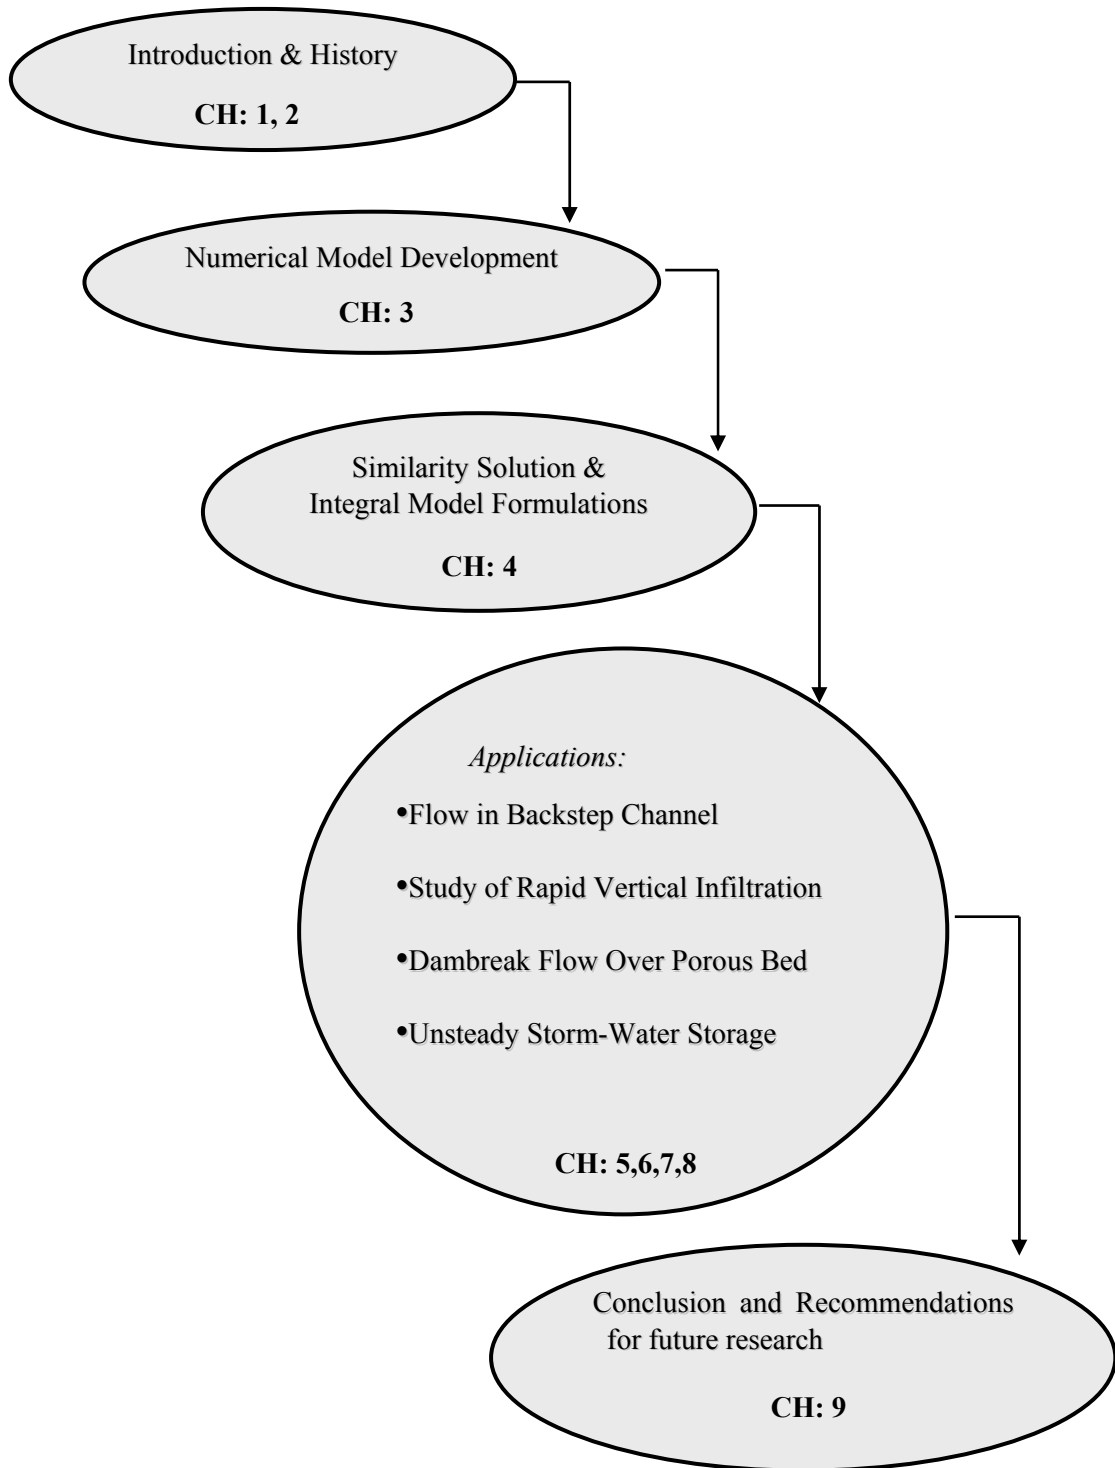 Introduction & History
CH: 1, 2
Numerical Model Development
CH: 3
Similarity Solution &
Integral Model Formulations
CH: 4
Applications:
•Flow in Backstep Channel
•Study of Rapid Vertical Infiltration
•Dambreak Flow Over Porous Bed
•Unsteady Storm-Water Storage
CH: 5,6,7,8
Conclusion and Recommendations
for future research
CH: 9